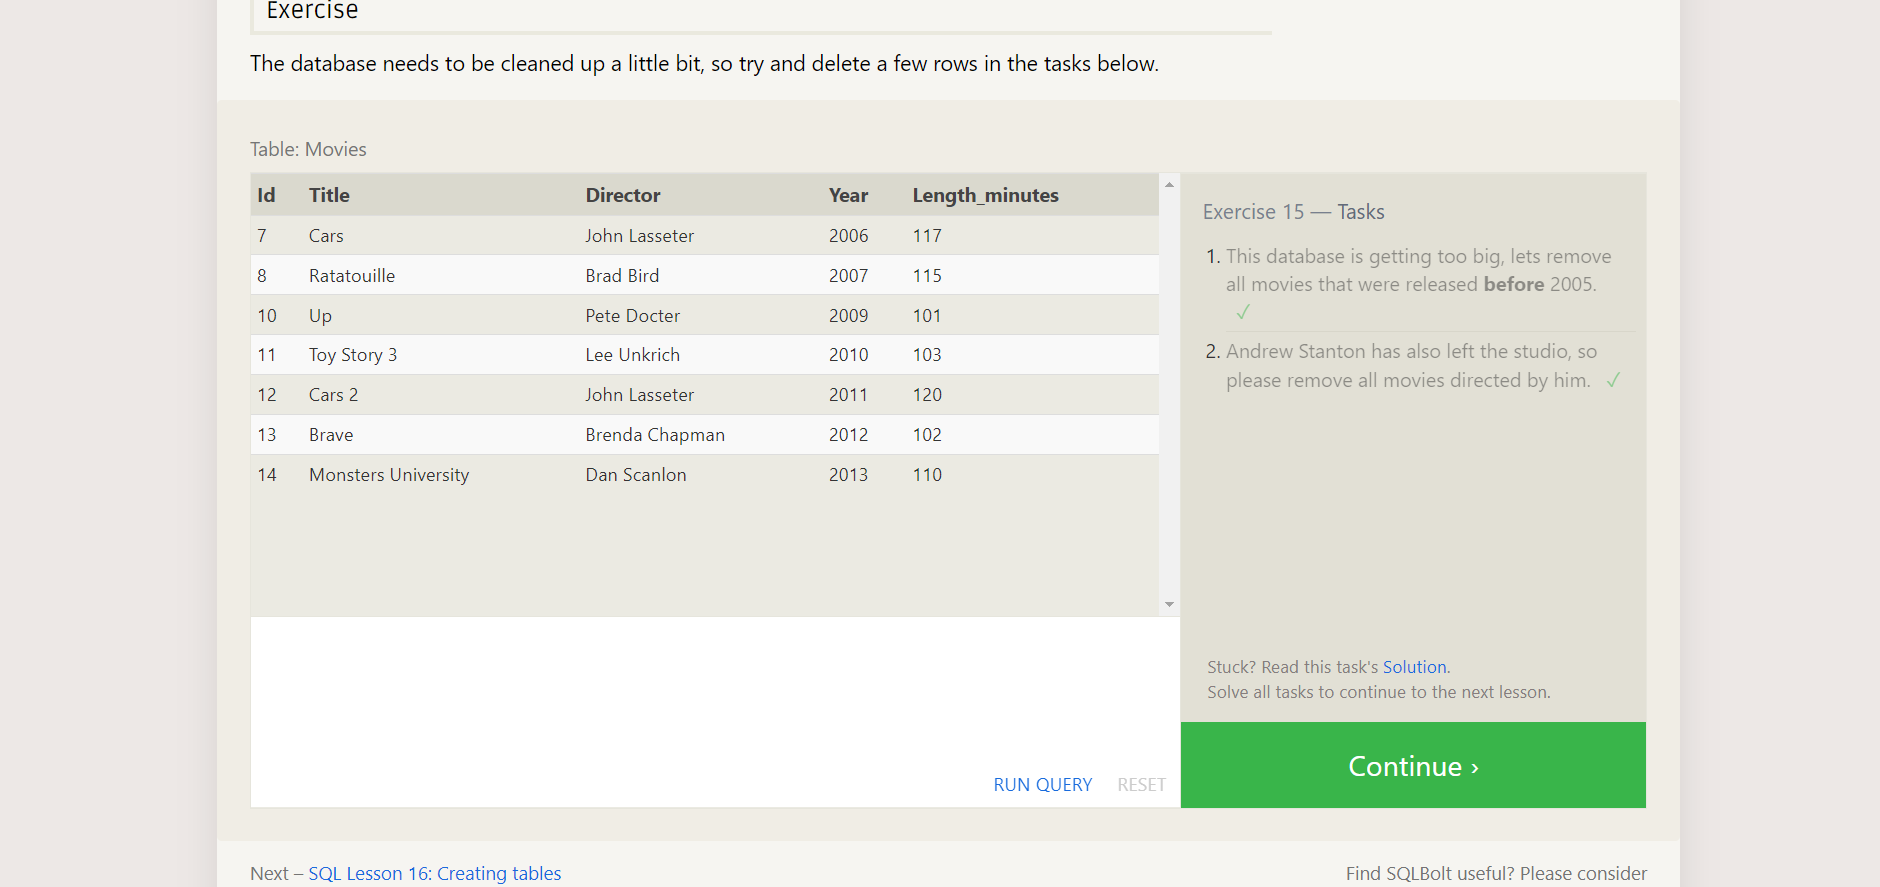 Exercise
The database needs to be cleaned up a little bit, so try and delete a few rows in the tasks below.
Table: Movies
Id Title Director Year Length_minutes
7 Cars John Lasseter 2006 117
8 Ratatouille Brad Bird 2007 115
10 Up Pete Docter 2009 101
11 Toy Story 3 Lee Unkrich 2010 103
12 Cars 2 John Lasseter 2011 120
13 Brave Brenda Chapman 2012 102
14 Monsters University Dan Scanlon 2013 110
RUN QUERY RESET
Exercise 15 — Tasks
1. This database is getting too big, lets remove
all movies that were released before 2005.
✓
2. Andrew Stanton has also left the studio, so
please remove all movies directed by him. ✓
Stuck? Read this task's Solution.
Solve all tasks to continue to the next lesson.
Continue ›
Next – SQL Lesson 16: Creating tables
Find SQLBolt useful? Please consider